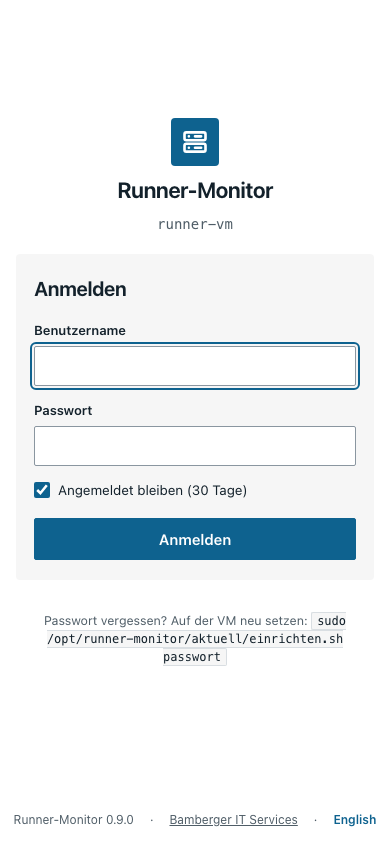 Runner-Monitor
runner-vm
Anmelden
Benutzername
Passwort
Angemeldet bleiben (30 Tage)
Anmelden
Passwort vergessen? Auf der VM neu setzen: sudo
/opt/runner-monitor/aktuell/einrichten.sh
passwort
Runner-Monitor 0.9.0 · Bamberger IT Services · English